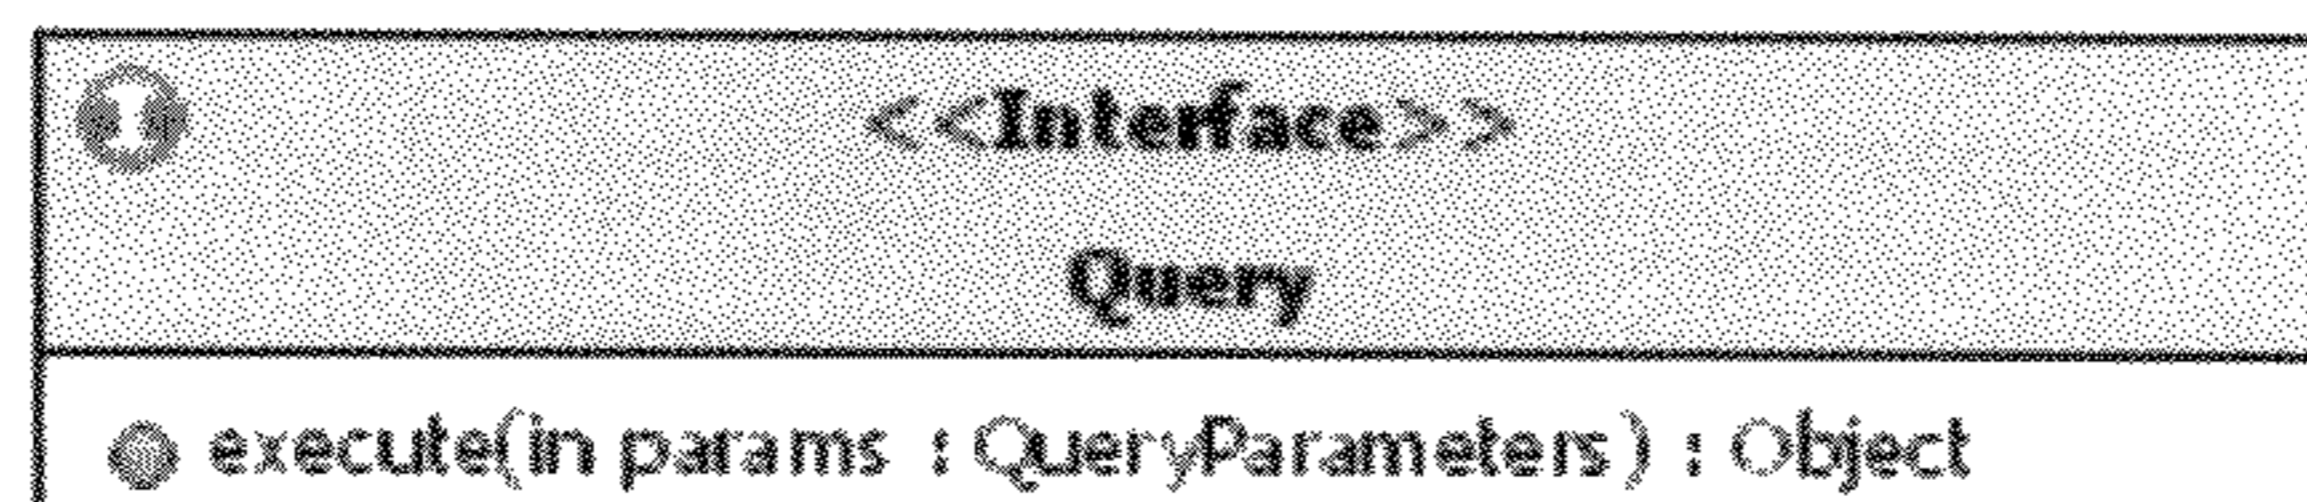 <<Interface>>
Query
execute(in params : QueryParameters) : Object